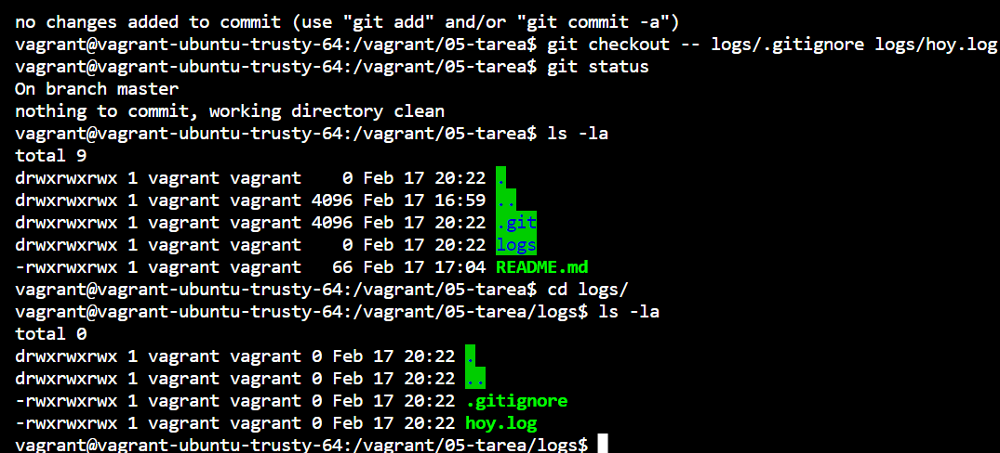 no changes added to commit (use "git add" and/or "git commit -a")
vagrant@vagrant-ubuntu-trusty-64:/vagrant/05-tarea$ git checkout -- logs/.gitignore logs/hoy.log
vagrant@vagrant-ubuntu-trusty-64:/vagrant/05-tarea$ git status
On branch master
nothing to commit, working directory clean
vagrant@vagrant-ubuntu-trusty-64:/vagrant/05-tarea$ ls -la
total 9
drwxrwxrwx 1 vagrant vagrant    0 Feb 17 20:22 .
drwxrwxrwx 1 vagrant vagrant 4096 Feb 17 16:59 ..
drwxrwxrwx 1 vagrant vagrant 4096 Feb 17 20:22 .git
drwxrwxrwx 1 vagrant vagrant    0 Feb 17 20:22 logs
-rwxrwxrwx 1 vagrant vagrant   66 Feb 17 17:04 README.md
vagrant@vagrant-ubuntu-trusty-64:/vagrant/05-tarea$ cd logs/
vagrant@vagrant-ubuntu-trusty-64:/vagrant/05-tarea/logs$ ls -la
total 0
drwxrwxrwx 1 vagrant vagrant 0 Feb 17 20:22 .
drwxrwxrwx 1 vagrant vagrant 0 Feb 17 20:22 ..
-rwxrwxrwx 1 vagrant vagrant 0 Feb 17 20:22 .gitignore
-rwxrwxrwx 1 vagrant vagrant 0 Feb 17 20:22 hoy.log
vagrant@vagrant-ubuntu-trusty-64:/vagrant/05-tarea/logs$